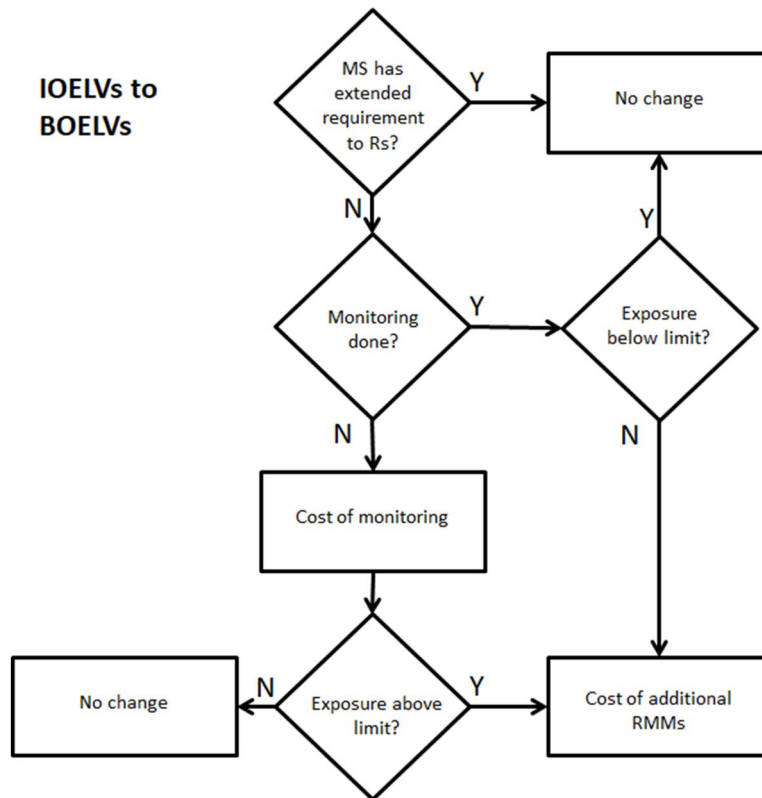 IOELVs to
BOELVs
MS has
extended
requirement
to Rs?
Y
No change
N
Y
Monitoring
done?
Y
Exposure
below limit?
N
N
Cost of monitoring
No change
N
Exposure above
limit?
Y
Cost of additional
RMMs